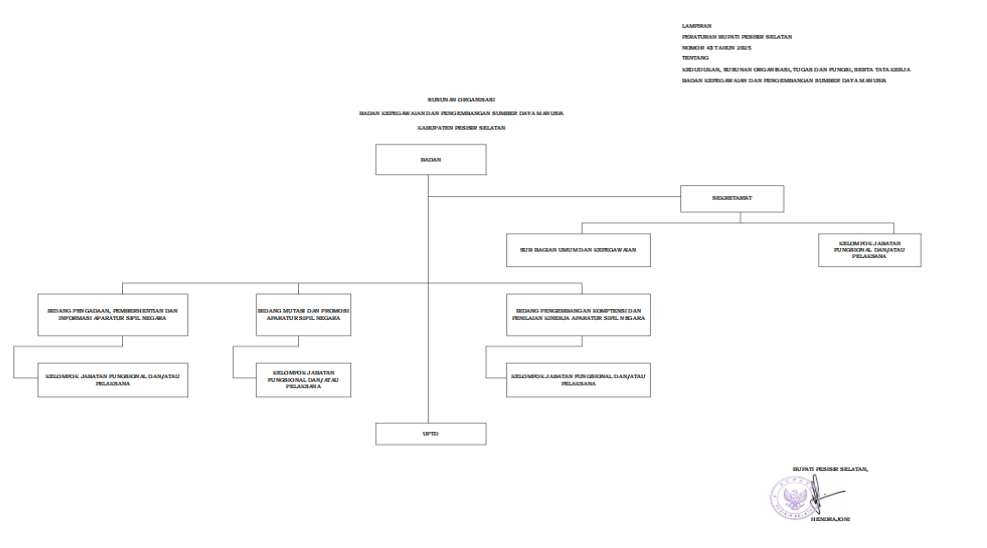 LAMPIRAN
PERATURAN BUPATI PESISIR SELATAN
NOMOR 43 TAHUN 2025
TENTANG
KEDUDUKAN, SUSUNAN ORGANISASI, TUGAS DAN FUNGSI, SERTA TATA KERJA
BADAN KEPEGAWAIAN DAN PENGEMBANGAN SUMBER DAYA MANUSIA
SUSUNAN ORGANISASI
BADAN KEPEGAWAIAN DAN PENGEMBANGAN SUMBER DAYA MANUSIA
KABUPATEN PESISIR SELATAN
BADAN
SEKRETARIAT
SUB BAGIAN UMUM DAN KEPEGAWAIAN
KELOMPOK JABATAN
FUNGSIONAL DAN/ATAU
PELAKSANA
BIDANG PENGADAAN, PEMBERHENTIAN DAN
INFORMASI APARATUR SIPIL NEGARA
BIDANG MUTASI DAN PROMOSI
APARATUR SIPIL NEGARA
BIDANG PENGEMBANGAN KOMPTENSI DAN
PENILAIAN KINERJA APARATUR SIPIL NEGARA
KELOMPOK JABATAN FUNGSIONAL DAN/ATAU
PELAKSANA
KELOMPOK JABATAN
FUNGSIONAL DAN/ATAU
PELAKSANA
KELOMPOK JABATAN FUNGSIONAL DAN/ATAU
PELAKSANA
UPTD
BUPATI PESISIR SELATAN,
BUPATI
PESISIR SELATAN
HENDRAJONI